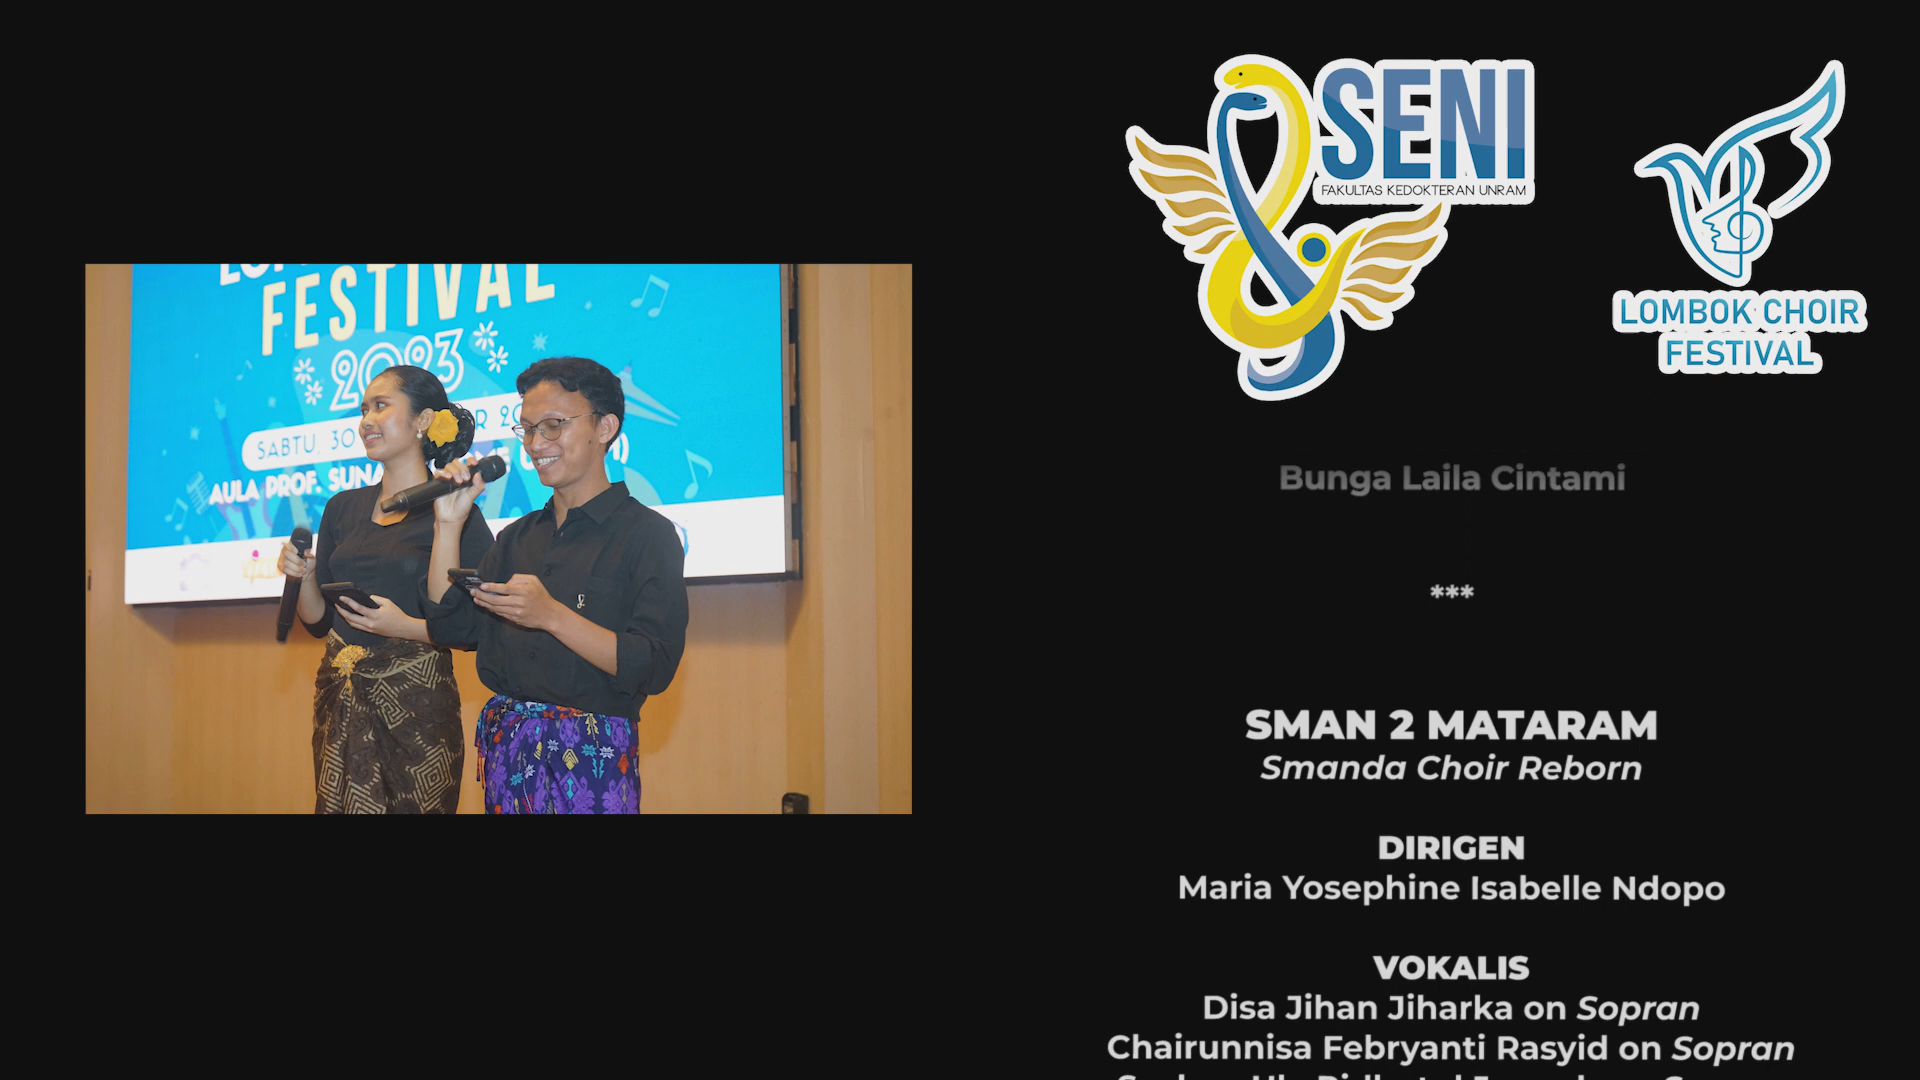 FESTIVAL
2023
SABTU, 30
R 20
AULA PROF. SUNA
SENI
FAKULTAS KEDOKTERAN UNRAM
LOMBOK CHOIR
FESTIVAL
Bunga Laila Cintami
***
SMAN 2 MATARAM
Smanda Choir Reborn
DIRIGEN
Maria Yosephine Isabelle Ndopo
VOKALIS
Disa Jihan Jiharka on Sopran
Chairunnisa Febryanti Rasyid on Sopran